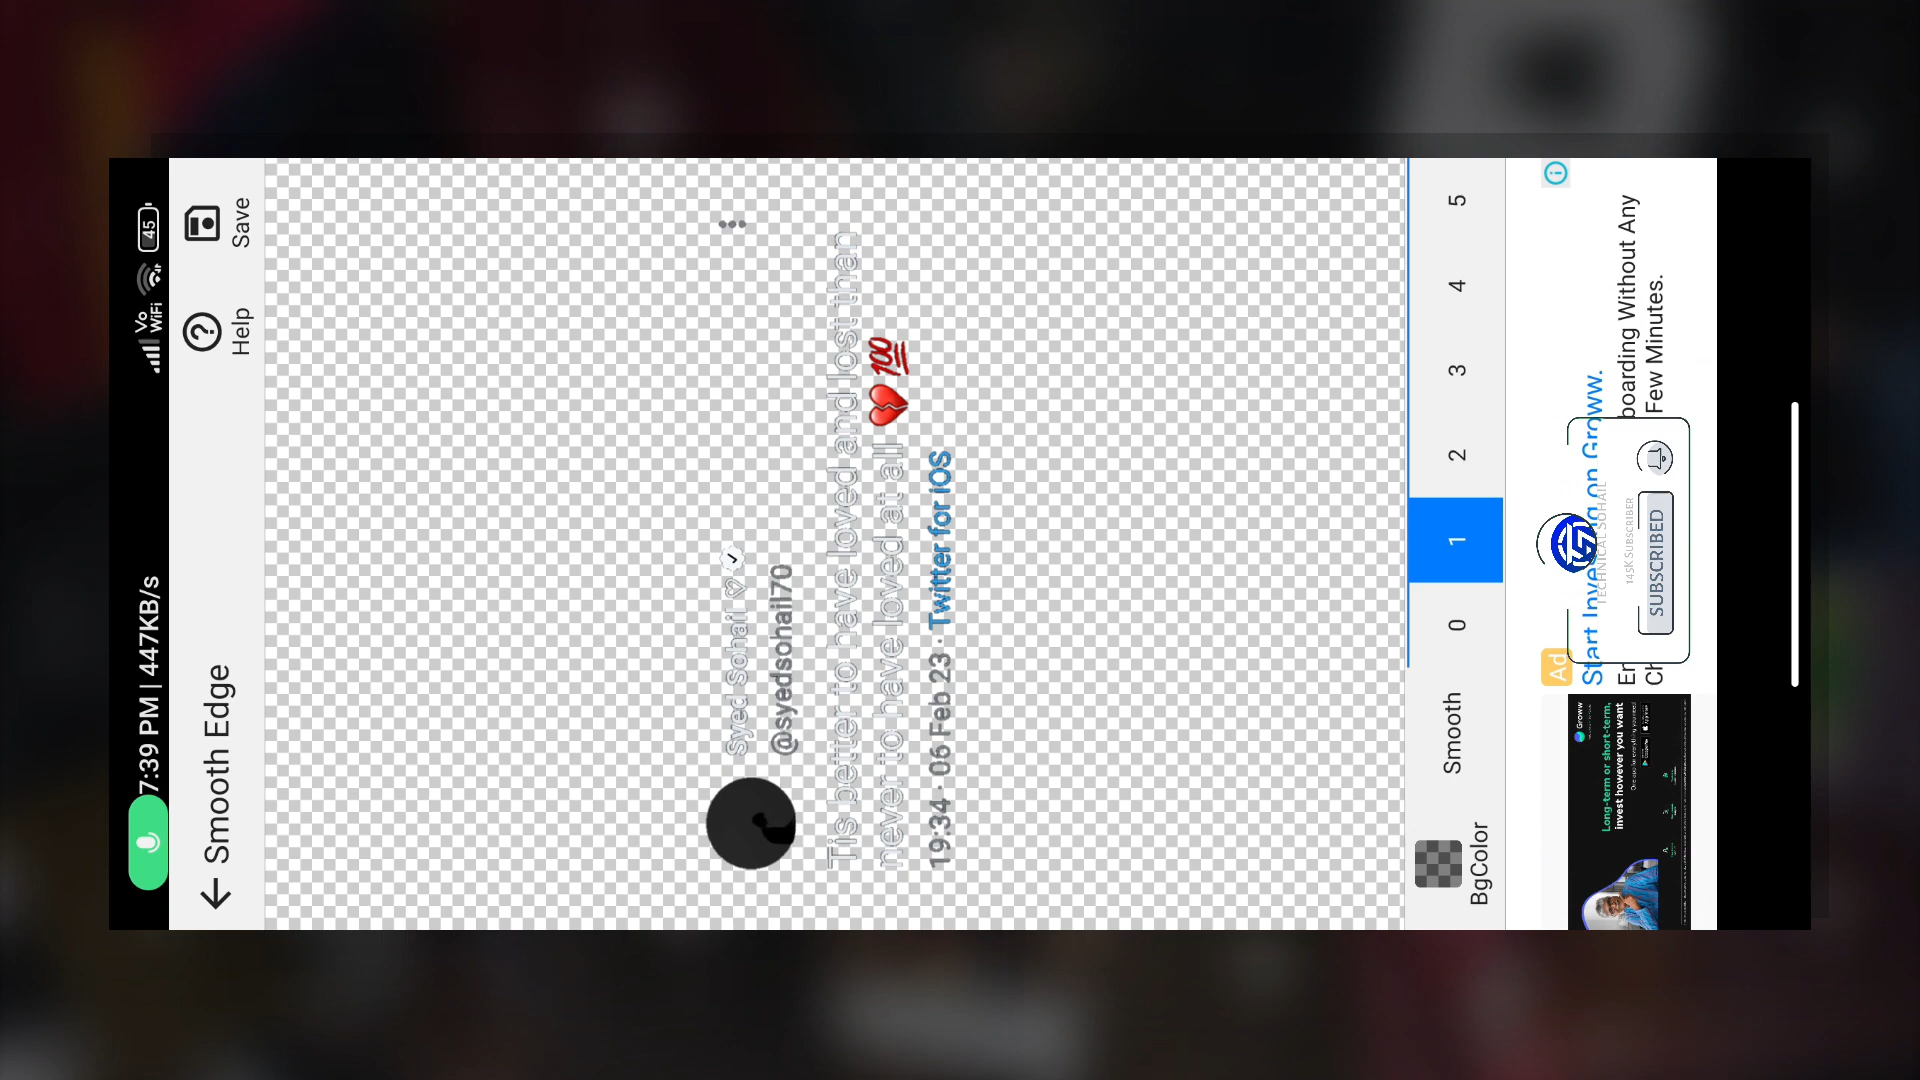 7:39 PM | 447KB/s
Vo
WiFi
45
Smooth Edge
Help
Save
syed sohail ♡
@syedsohail70
Tis better to have loved and lost than
never to have loved at all 💔💯
19:34 · 06 Feb 23 · Twitter for iOS
BgColor
Smooth
0
1
2
3
4
5
Ad
Start Investing on Groww.
boarding Without Any
Few Minutes.
TECHNICAL SOHAIL
145K SUBSCRIBER
SUBSCRIBED
Groww
Long-term or short-term,
invest however you want